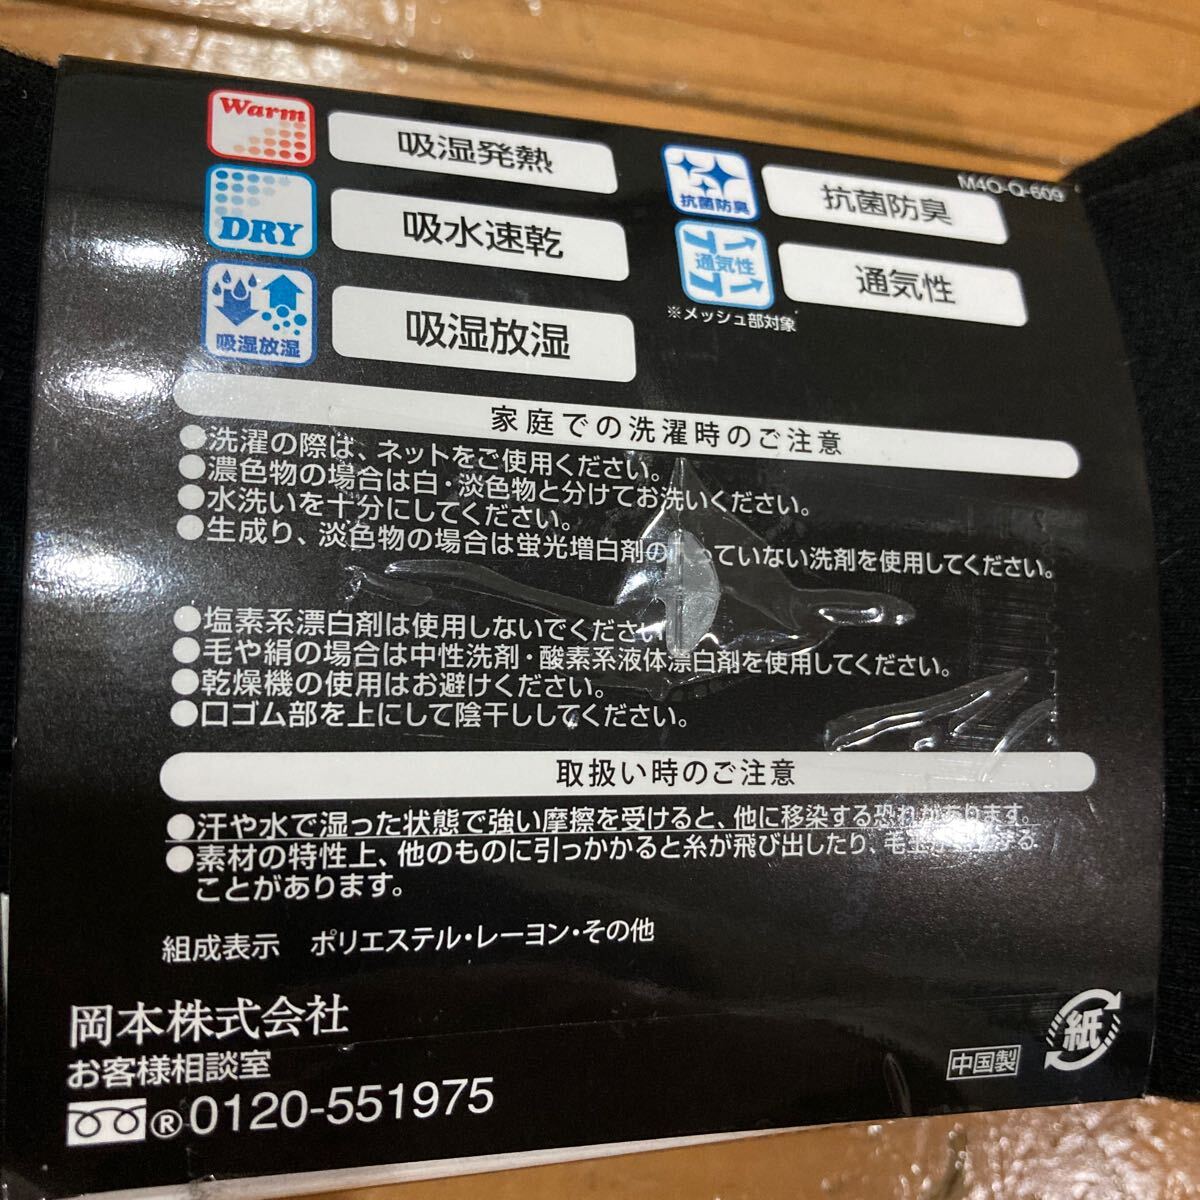 Warm
吸湿発熱
DRY
吸水速乾
吸湿放湿
吸湿放湿
抗菌防臭
抗菌防臭
M4O-Q-609
通気性
通気性
※メッシュ部対象
家庭での洗濯時のご注意
●洗濯の際は、ネットをご使用ください。
●濃色物の場合は白・淡色物と分けてお洗いください。
●水洗いを十分にしてください。
●生成り、淡色物の場合は蛍光増白剤の っていない洗剤を使用してください。
●塩素系漂白剤は使用しないでください
●毛や絹の場合は中性洗剤・酸素系液体漂白剤を使用してください。
●乾燥機の使用はお避けください。
●口ゴム部を上にして陰干ししてください。
取扱い時のご注意
●汗や水で湿った状態で強い摩擦を受けると、他に移染する恐れがあります。
●素材の特性上、他のものに引っかかると糸が飛び出したり、毛玉が
ことがあります。
組成表示 ポリエステル・レーヨン・その他
岡本株式会社
お客様相談室
®0120-551975
中国製
紙